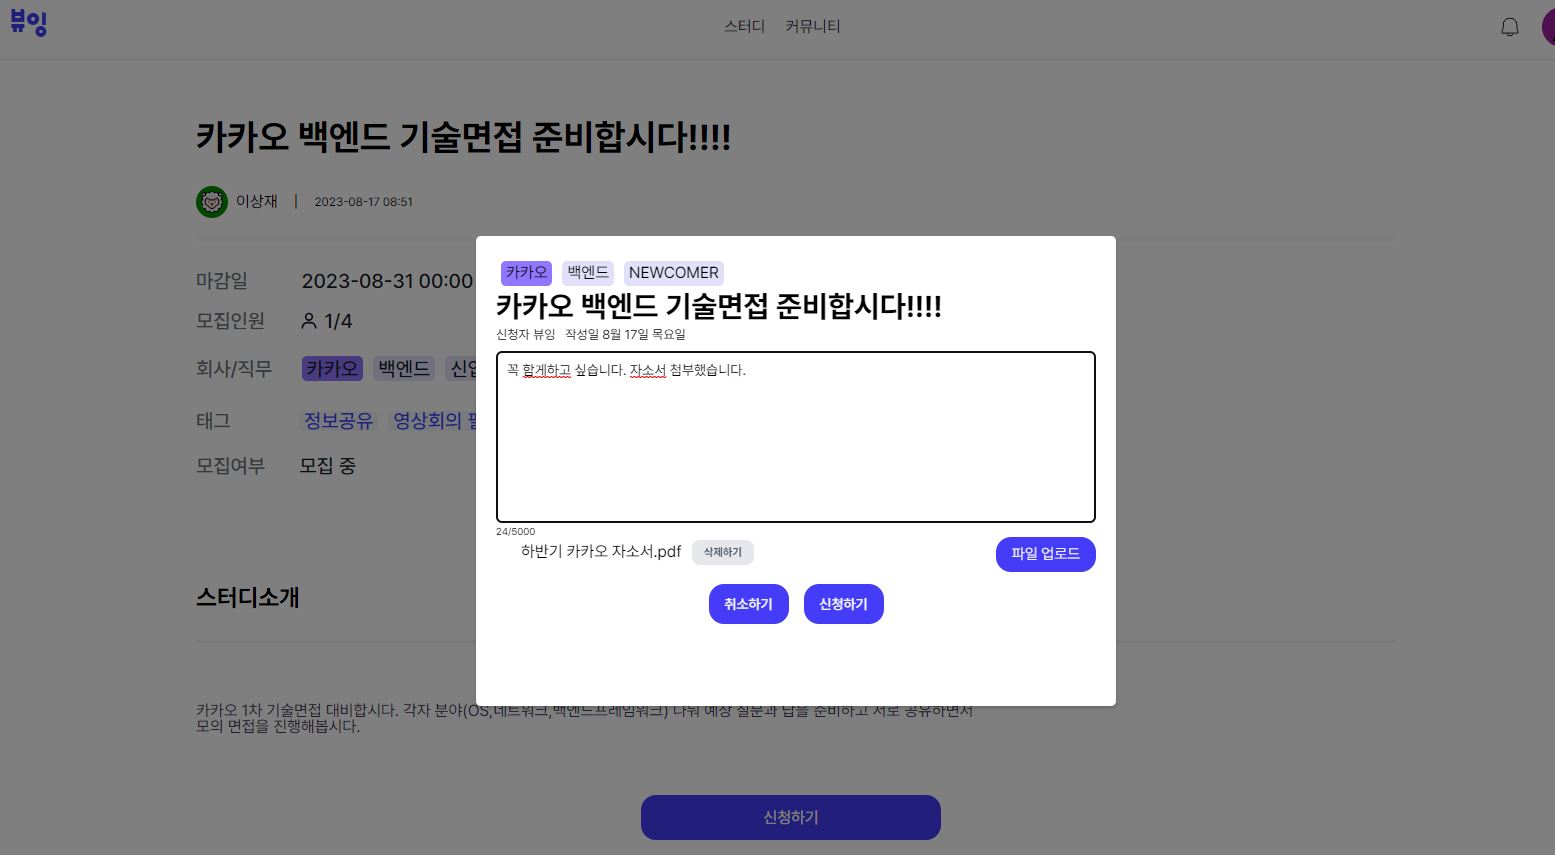 뷰잉
스터디 커뮤니티
카카오 백엔드 기술면접 준비합시다!!!!
이상재 | 2023-08-17 08:51
마감일 2023-08-31 00:00
모집인원 1/4
회사/직무 카카오 백엔드
태그 정보공유 영상회의
모집여부 모집 중
카카오 백엔드 NEWCOMER
카카오 백엔드 기술면접 준비합시다!!!!
신청자 뷰잉 작성일 8월 17일 목요일
꼭 함게하고 싶습니다. 자소서 첨부했습니다.
24/5000
하반기 카카오 자소서.pdf 삭제하기 파일 업로드
취소하기 신청하기
스터디소개
카카오 1차 기술면접 대비합시다. 각자 분야(OS,네트워크,백엔드프레임워크) 나눠 예상 질문과 답을 준비하고 서로 공유하면서
모의 면접을 진행해봅시다.
신청하기